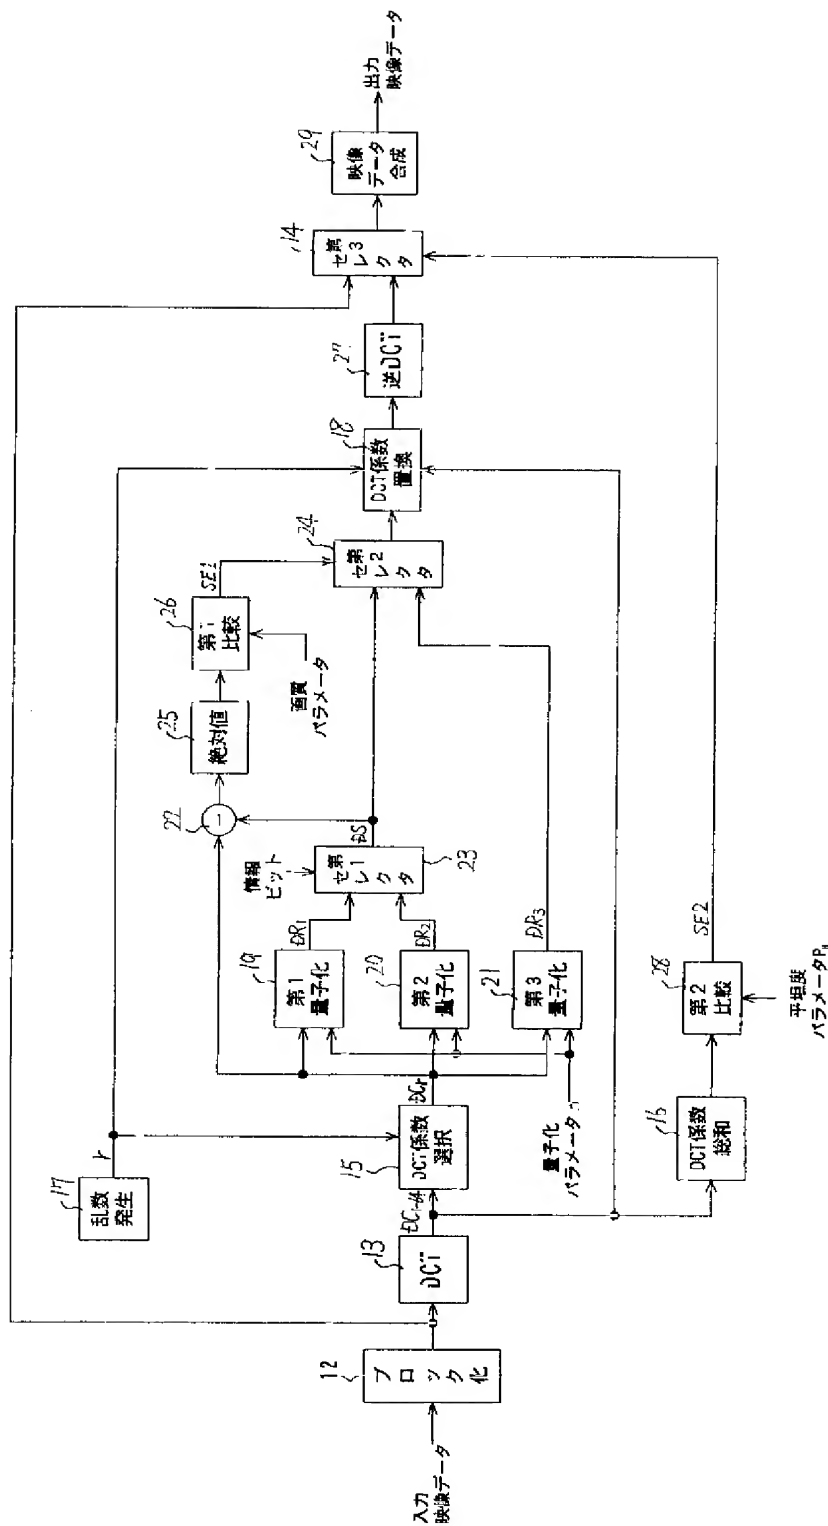 入力
映像データ
12
ブロック化
13
DCT
DC1-64
17
乱数
発生
r
15
DCT係数
選択
DCr
量子化
パラメータ
19
第1
量子化
DR1
20
第2
量子化
DR2
21
第3
量子化
DR3
情報
ビット
第1
セレクタ
23
DS
22
−
25
絶対値
26
第1
比較
画質
パラメータ
SE1
24
第2
セレクタ
18
DCT係数
置換
27
逆DCT
14
第3
セレクタ
29
映像
データ
合成
出力
映像データ
16
DCT係数
総和
28
第2
比較
平坦度
パラメータ
SE2